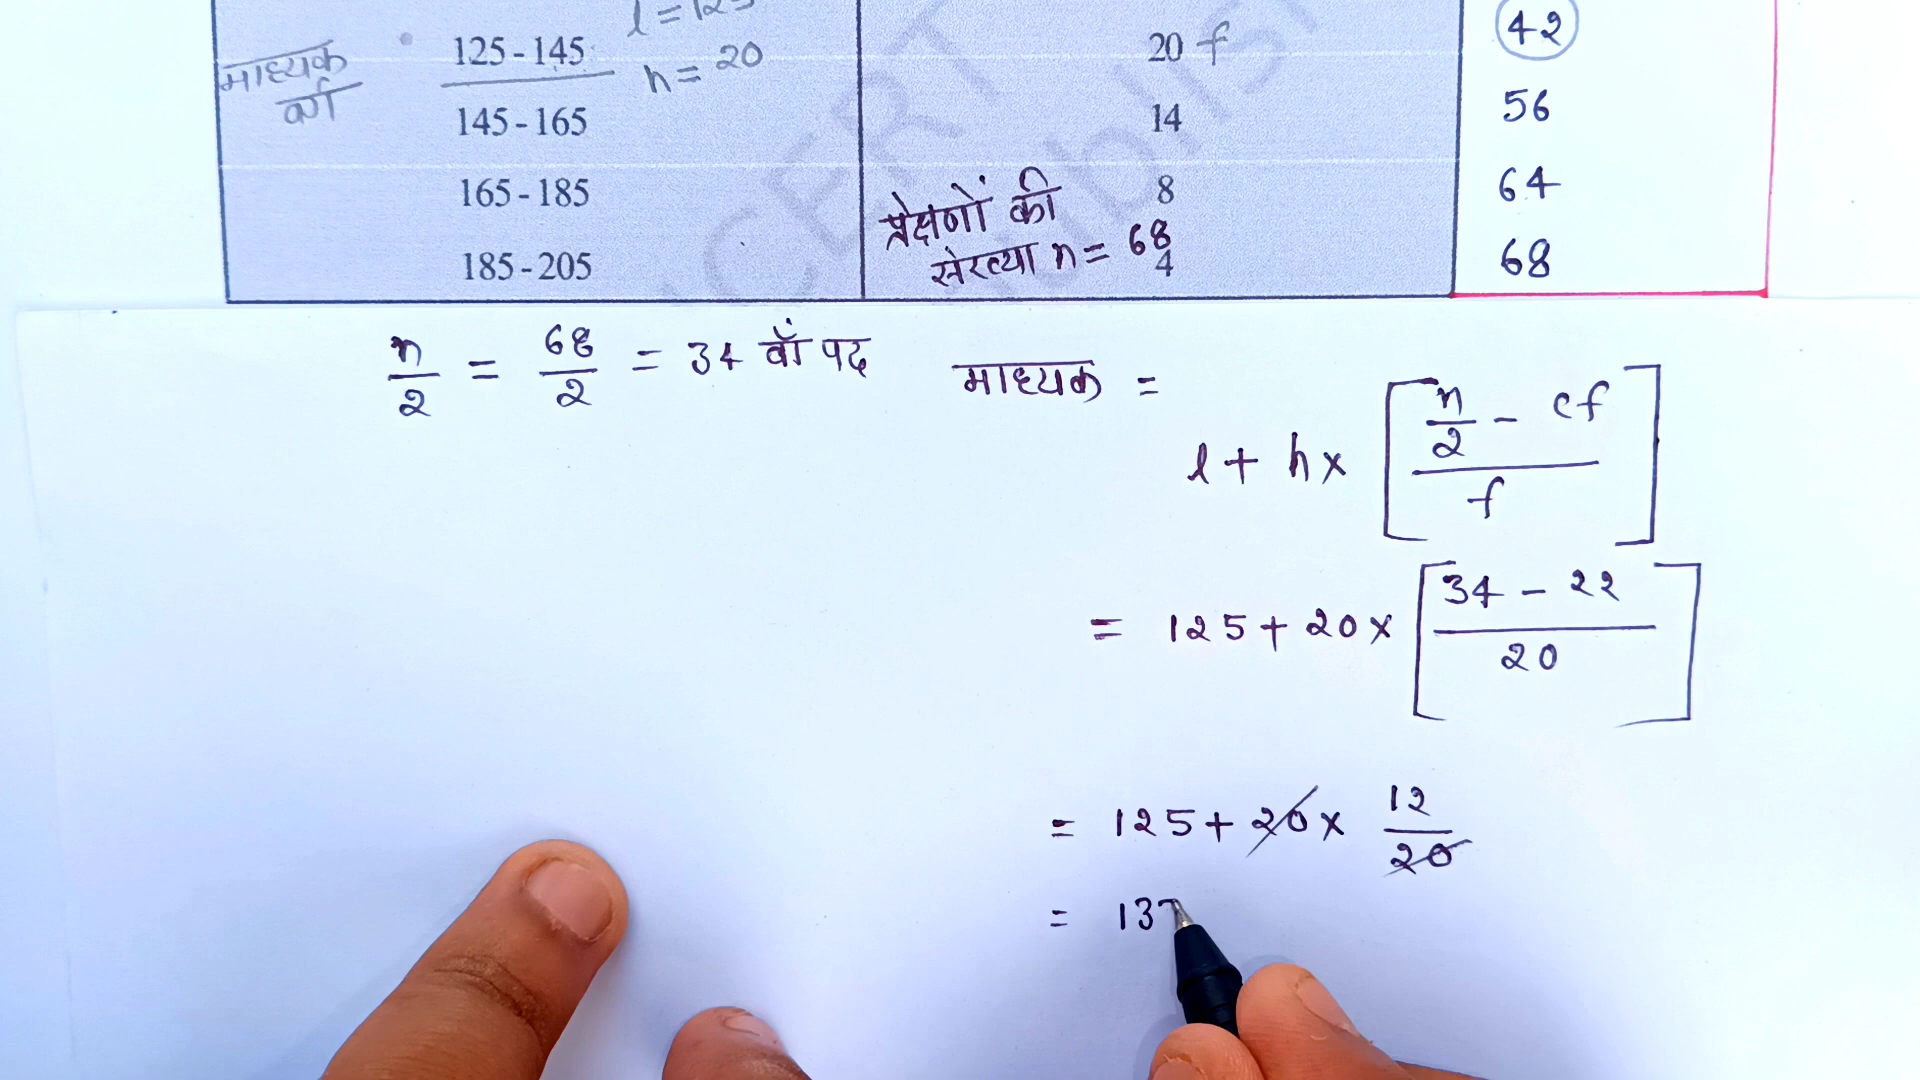 l = 125
माध्यक वर्ग 125 - 145 h = 20 20 f 42
145 - 165 14 56
165 - 185 8 64
प्रेक्षणों की
संख्या n = 68
185 - 205 4 68
n/2 = 68/2 = 34 वाँ पद माध्यक =
l + h × [ (n/2 - cf) / f ]
= 125 + 20 × [ (34 - 22) / 20 ]
= 125 + 20 × 12/20
= 137